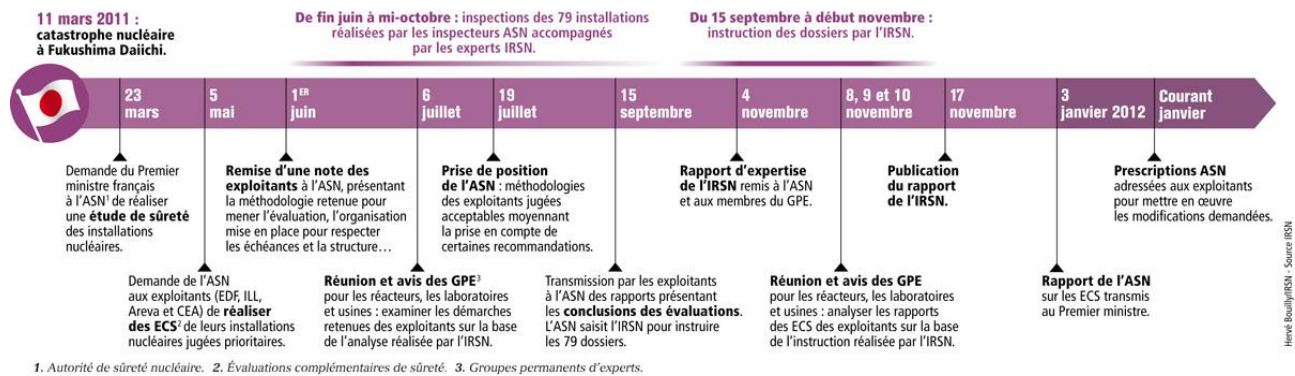 11 mars 2011 :
catastrophe nucléaire
à Fukushima Daiichi.
De fin juin à mi-octobre : inspections des 79 installations
réalisées par les inspecteurs ASN accompagnés
par les experts IRSN.
Du 15 septembre à début novembre :
instruction des dossiers par l'IRSN.
23
mars
5
mai
1ER
juin
6
juillet
19
juillet
15
septembre
4
novembre
8, 9 et 10
novembre
17
novembre
3
janvier 2012
Courant
janvier
Demande du Premier
ministre français
à l'ASN¹ de réaliser
une étude de sûreté
des installations
nucléaires.
Remise d'une note des
exploitants à l'ASN, présentant
la méthodologie retenue pour
mener l'évaluation, l'organisation
mise en place pour respecter
les échéances et la structure…
Prise de position
de l'ASN : méthodologies
des exploitants jugées
acceptables moyennant
la prise en compte de
certaines recommandations.
Rapport d'expertise
de l'IRSN remis à l'ASN
et aux membres du GPE.
Publication
du rapport
de l'IRSN.
Prescriptions ASN
adressées aux exploitants
pour mettre en œuvre
les modifications demandées.
Demande de l'ASN
aux exploitants (EDF, ILL,
Areva et CEA) de réaliser
des ECS² de leurs installations
nucléaires jugées prioritaires.
Réunion et avis des GPE³
pour les réacteurs, les laboratoires
et usines : examiner les démarches
retenues des exploitants sur la base
de l'analyse réalisée par l'IRSN.
Transmission par les exploitants
à l'ASN des rapports présentant
les conclusions des évaluations.
L'ASN saisit l'IRSN pour instruire
les 79 dossiers.
Réunion et avis des GPE
pour les réacteurs, les laboratoires
et usines : analyser les rapports
des ECS des exploitants sur la base
de l'instruction réalisée par l'IRSN.
Rapport de l'ASN
sur les ECS transmis
au Premier ministre.
Hervé Bouilly/IRSN - Source IRSN
1. Autorité de sûreté nucléaire. 2. Évaluations complémentaires de sûreté. 3. Groupes permanents d'experts.